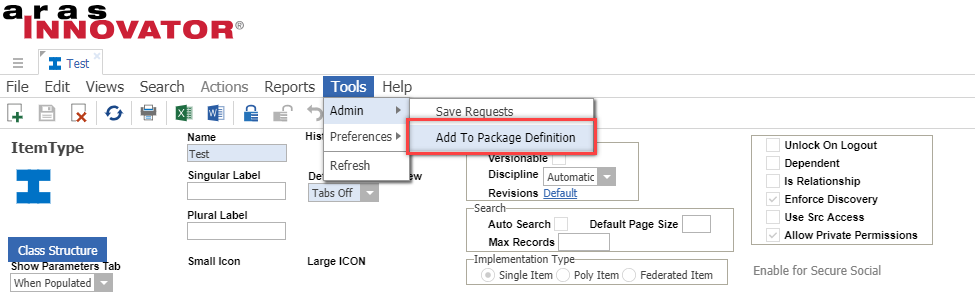 aras
INNOVATOR®
Test
File Edit Views Search Actions Reports Tools Help
Admin
Preferences
Refresh
Save Requests
Add To Package Definition
ItemType
Name
Test
Singular Label
Plural Label
Class Structure
Show Parameters Tab
When Populated
Small Icon
Large ICON
Tabs Off
Versionable
Discipline Automatic
Revisions Default
Search
Auto Search Default Page Size
Max Records
Implementation Type
Single Item Poly Item Federated Item
Unlock On Logout
Dependent
Is Relationship
Enforce Discovery
Use Src Access
Allow Private Permissions
Enable for Secure Social